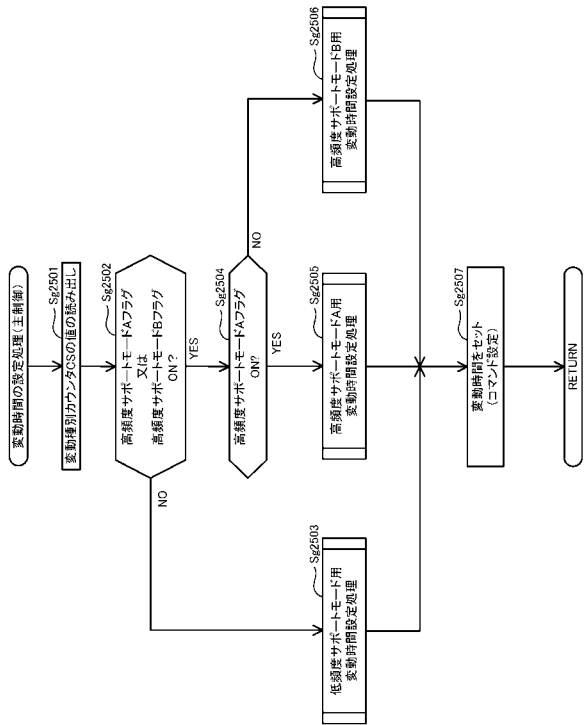 変動時間の設定処理(主制御)
Sg2501
変動種別カウンタCSの値の読み出し
Sg2502
高頻度サポートモードAフラグ
又は
高頻度サポートモードBフラグ
ON?
NO
YES
Sg2504
高頻度サポートモードAフラグ
ON?
NO
YES
Sg2503
低頻度サポートモード用
変動時間設定処理
Sg2505
高頻度サポートモードA用
変動時間設定処理
Sg2506
高頻度サポートモードB用
変動時間設定処理
Sg2507
変動時間をセット
(コマンド設定)
RETURN